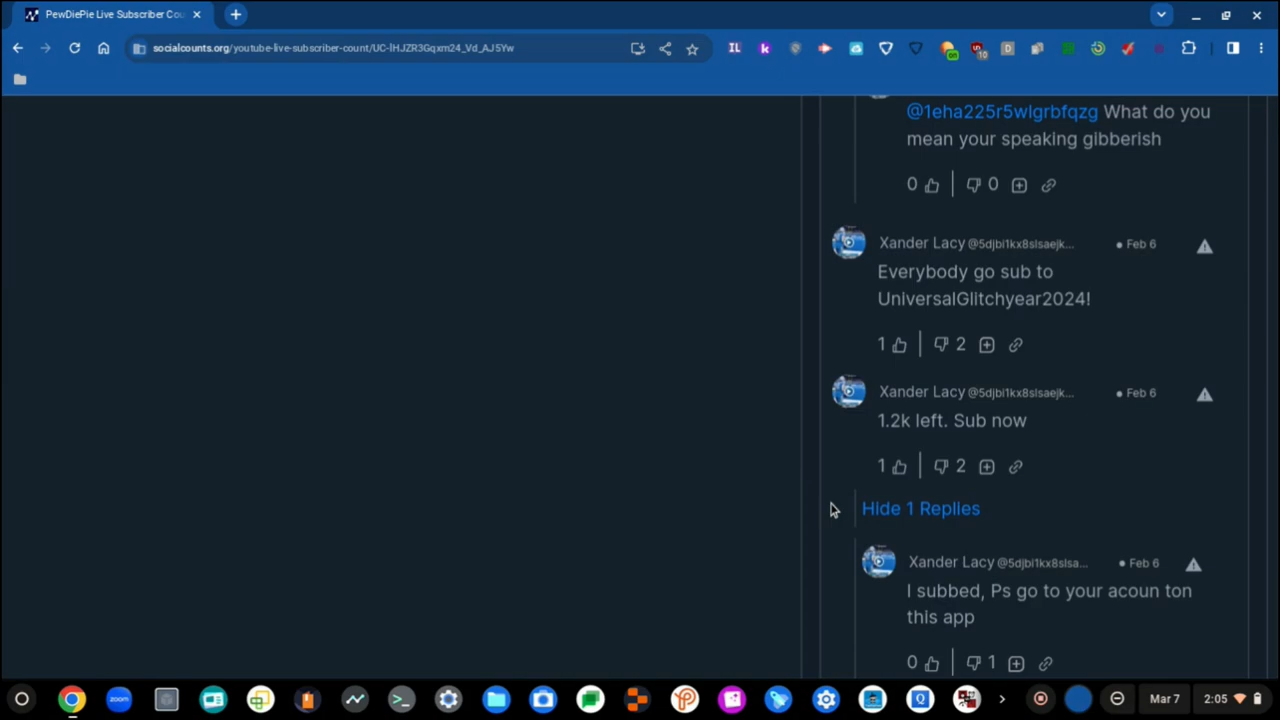 PewDiePie Live Subscriber Cou
socialcounts.org/youtube-live-subscriber-count/UC-lHJZR3Gqxm24_Vd_AJ5Yw
@1eha225r5wlgrbfqzg What do you
mean your speaking gibberish
0 0
Xander Lacy @5djbi1kx8slsaejk... • Feb 6
Everybody go sub to
UniversalGlitchyear2024!
1 2
Xander Lacy @5djbi1kx8slsaejk... • Feb 6
1.2k left. Sub now
1 2
Hide 1 Replies
Xander Lacy @5djbi1kx8slsa... • Feb 6
I subbed, Ps go to your acoun ton
this app
0 1
zoom
Mar 7 2:05